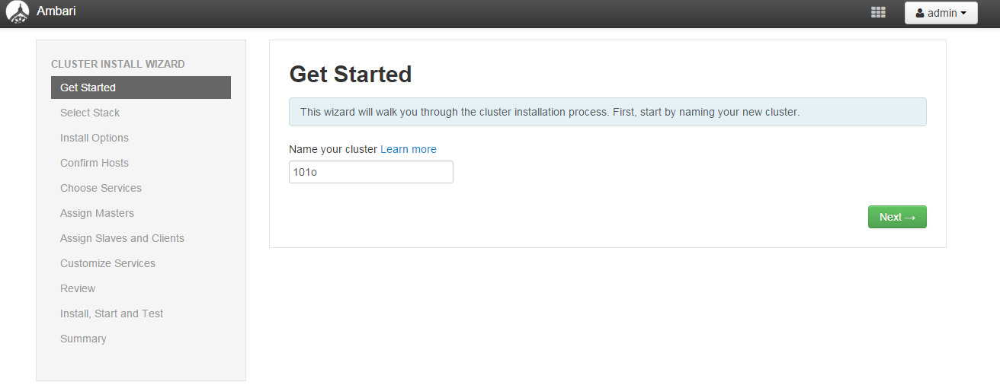 Ambari
admin
CLUSTER INSTALL WIZARD
Get Started
Select Stack
Install Options
Confirm Hosts
Choose Services
Assign Masters
Assign Slaves and Clients
Customize Services
Review
Install, Start and Test
Summary
Get Started
This wizard will walk you through the cluster installation process. First, start by naming your new cluster.
Name your cluster Learn more
101o
Next →